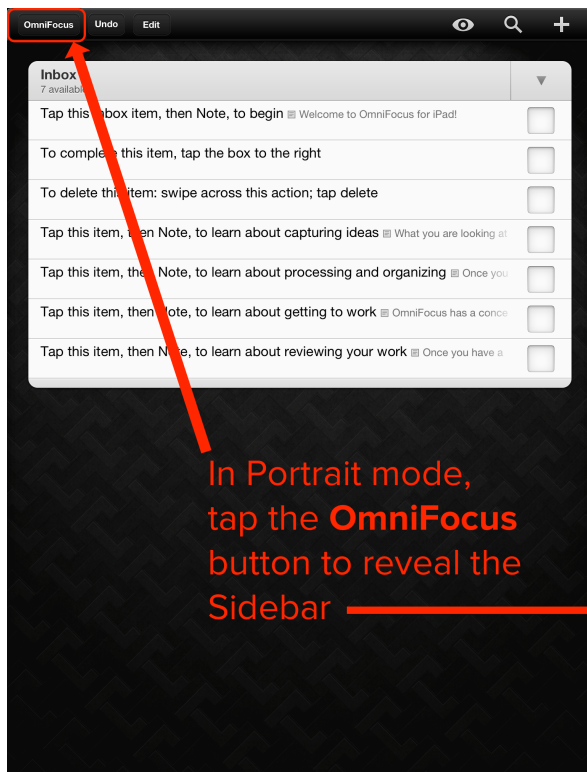 OmniFocus Undo Edit
Inbox
7 available
Tap this inbox item, then Note, to begin Welcome to OmniFocus for iPad!
To complete this item, tap the box to the right
To delete this item: swipe across this action; tap delete
Tap this item, then Note, to learn about capturing ideas What you are looking at
Tap this item, then Note, to learn about processing and organizing Once you
Tap this item, then Note, to learn about getting to work OmniFocus has a conce
Tap this item, then Note, to learn about reviewing your work Once you have a
In Portrait mode,
tap the OmniFocus
button to reveal the
Sidebar